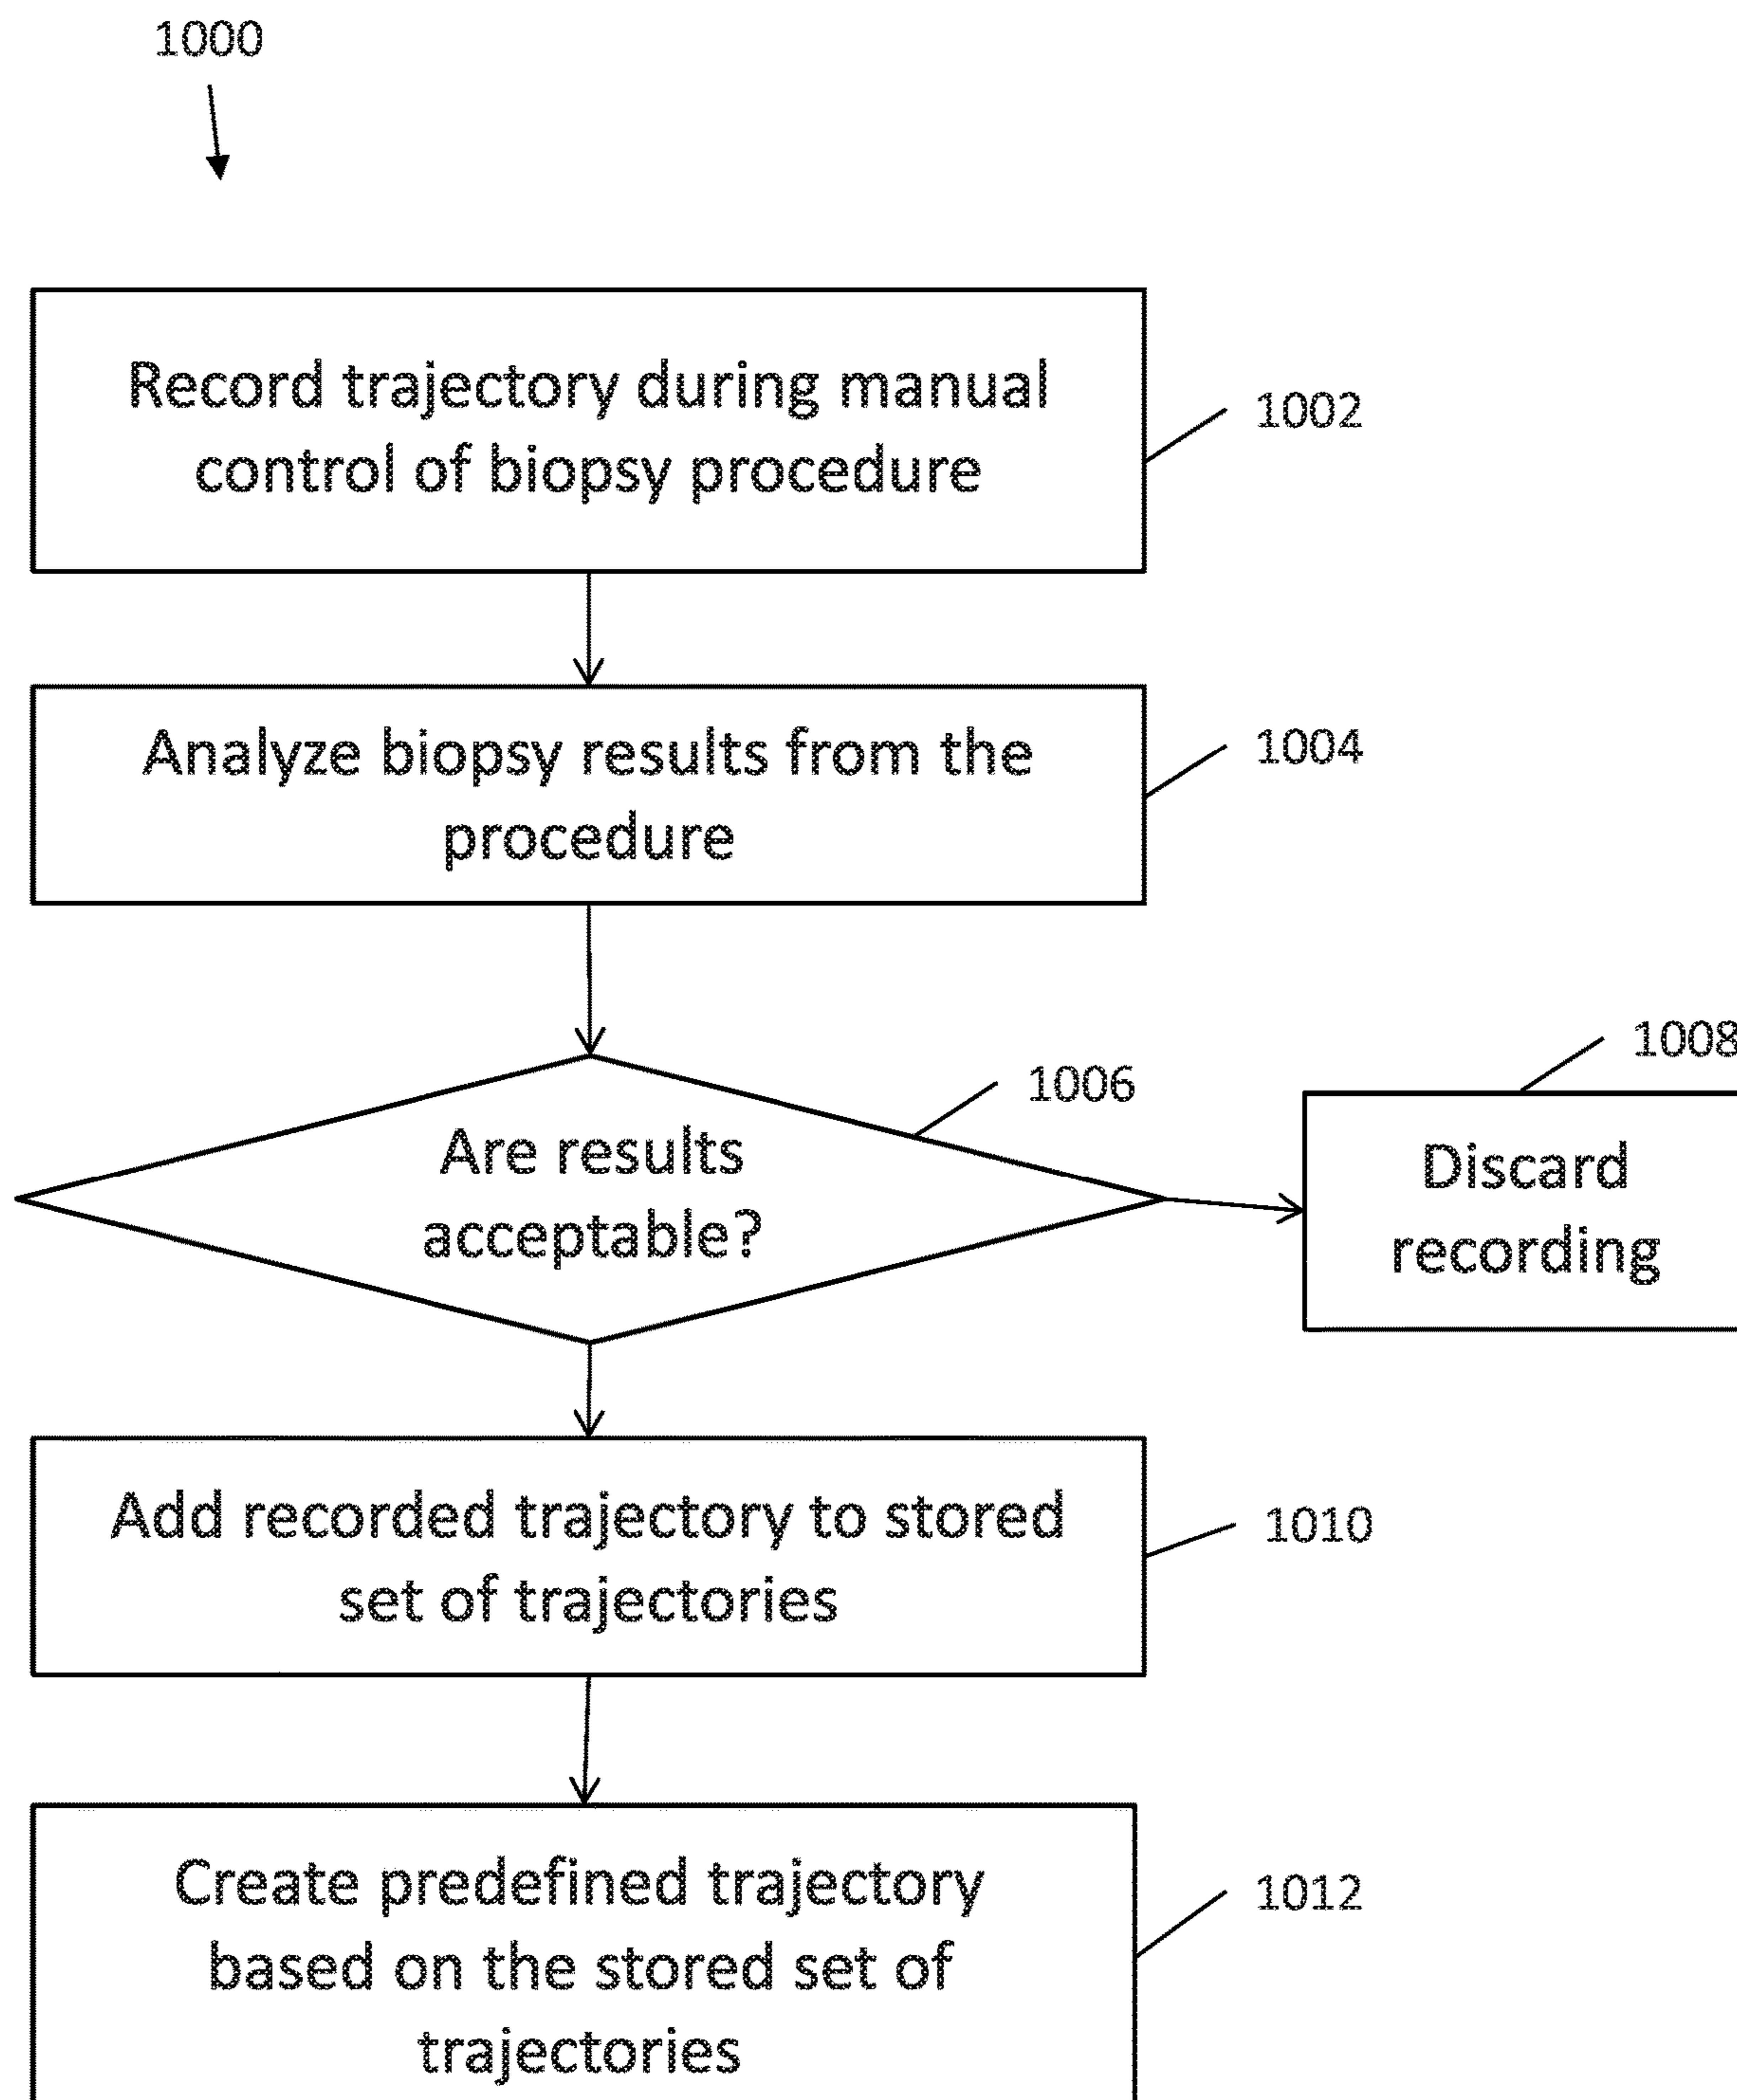 1000
Record trajectory during manual
control of biopsy procedure
1002
Analyze biopsy results from the
procedure
1004
Are results
acceptable?
1006
1008
Discard
recording
Add recorded trajectory to stored
set of trajectories
1010
Create predefined trajectory
based on the stored set of
trajectories
1012